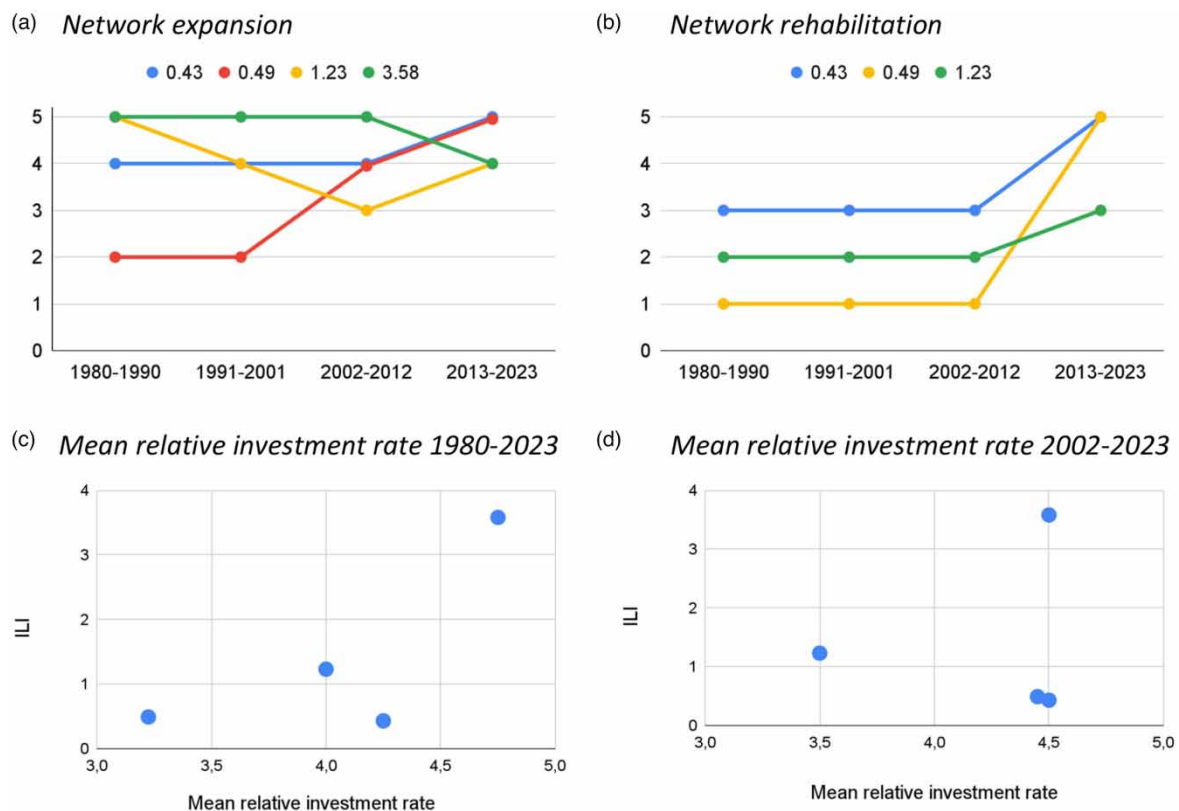 (a) Network expansion
0.43 0.49 1.23 3.58
5
4
3
2
1
0
1980-1990 1991-2001 2002-2012 2013-2023
(b) Network rehabilitation
0.43 0.49 1.23
5
4
3
2
1
0
1980-1990 1991-2001 2002-2012 2013-2023
(c) Mean relative investment rate 1980-2023
4
3
2
1
0
ILI
3,0 3,5 4,0 4,5 5,0
Mean relative investment rate
(d) Mean relative investment rate 2002-2023
4
3
2
1
0
ILI
3,0 3,5 4,0 4,5 5,0
Mean relative investment rate